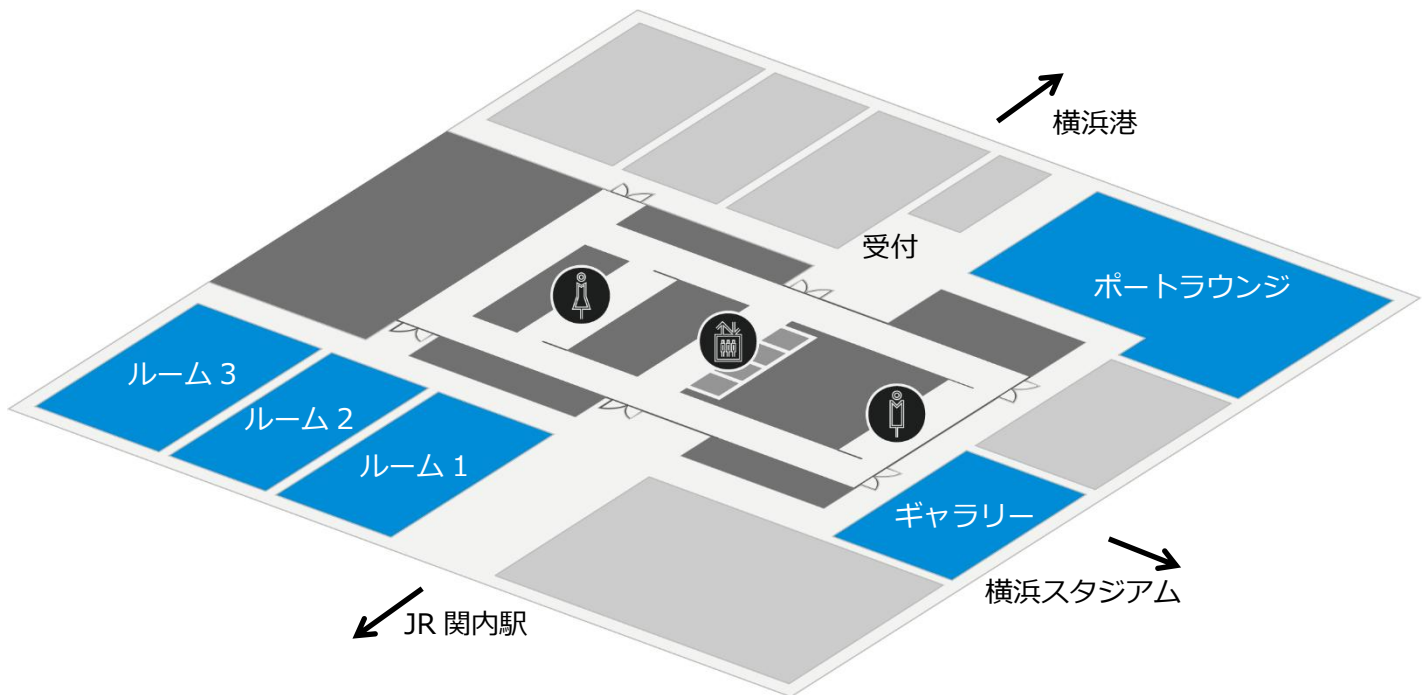 横浜港
受付
ポートラウンジ
ルーム３
ルーム２
ルーム１
ギャラリー
横浜スタジアム
JR 関内駅